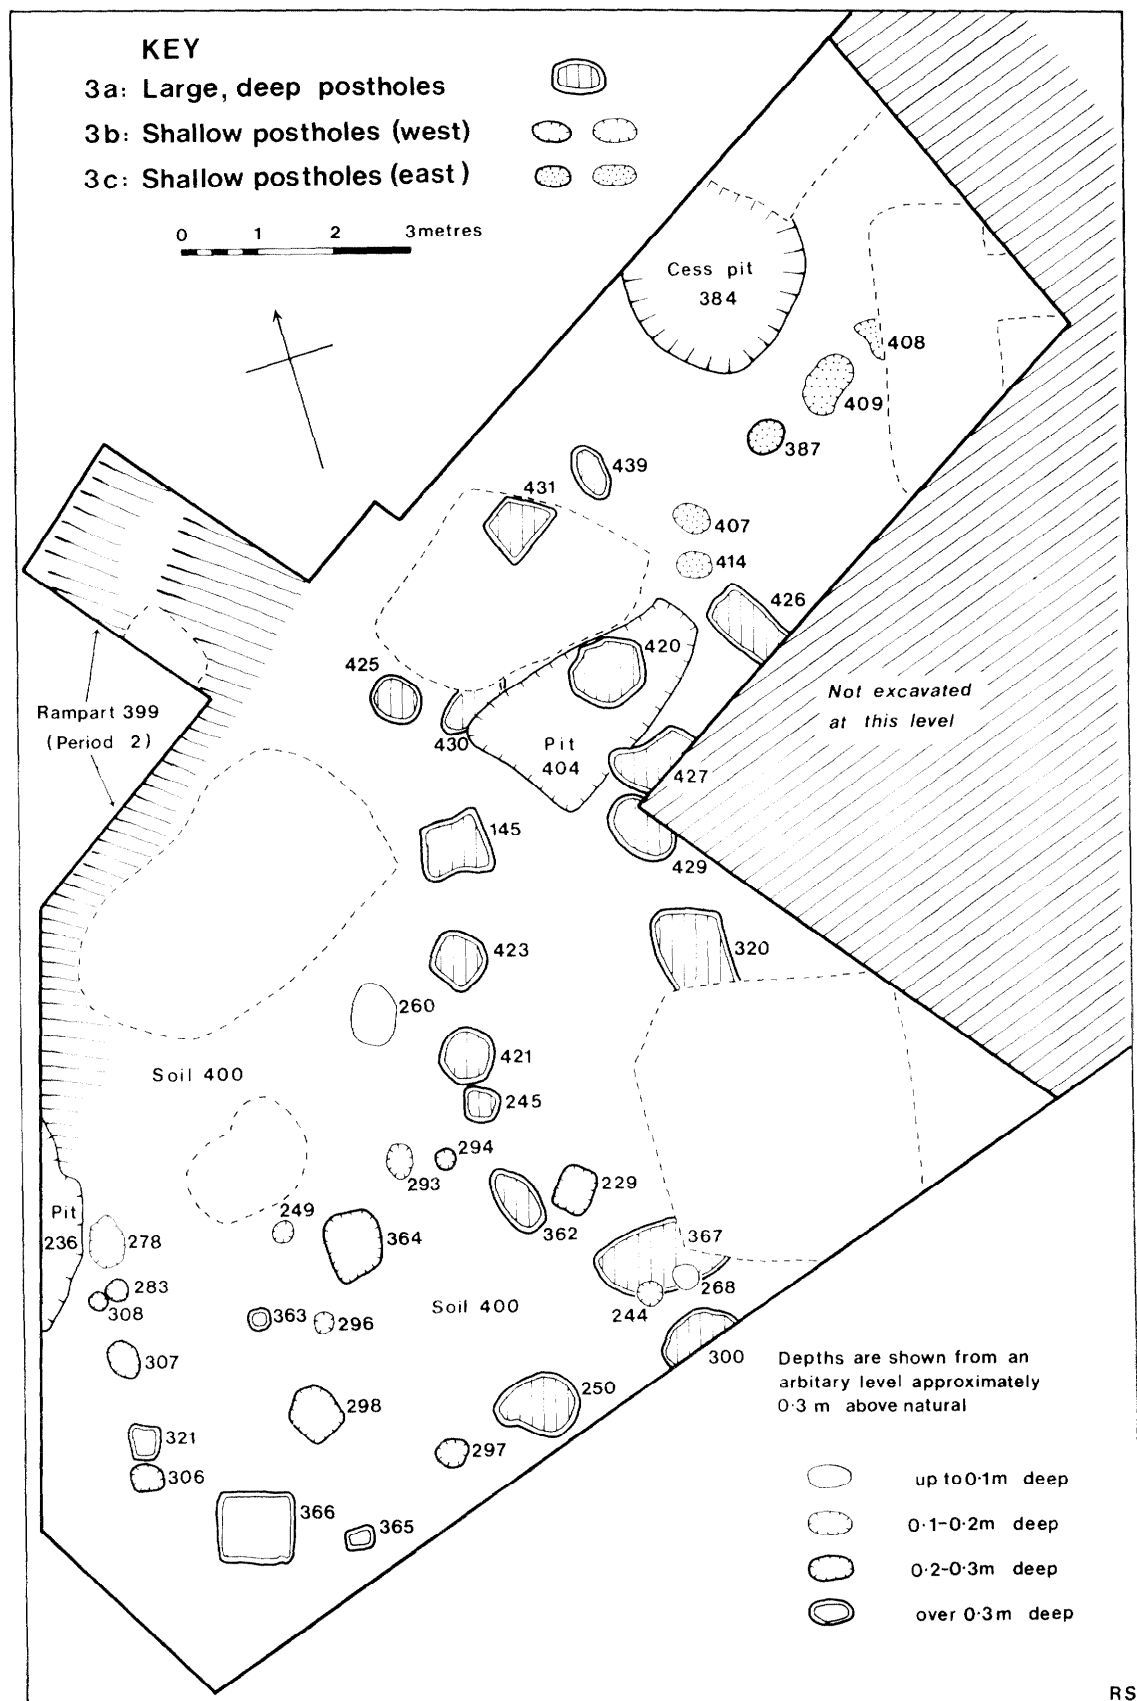 KEY
3a: Large, deep postholes
3b: Shallow postholes (west)
3c: Shallow postholes (east)
0 1 2 3metres
Cess pit
384
408
409
387
439
431
407
414
426
420
425
Not excavated
at this level
Rampart 399
(Period 2)
430
Pit
404
427
145
429
423
320
260
421
Soil 400
245
294
293
229
Pit
236
249
278
364
362
367
283
268
308
363
296
Soil 400
244
307
300
Depths are shown from an
arbitary level approximately
0·3 m above natural
250
298
321
297
306
up to 0·1m deep
366
365
0·1-0·2m deep
0·2-0·3m deep
over 0·3m deep
RS